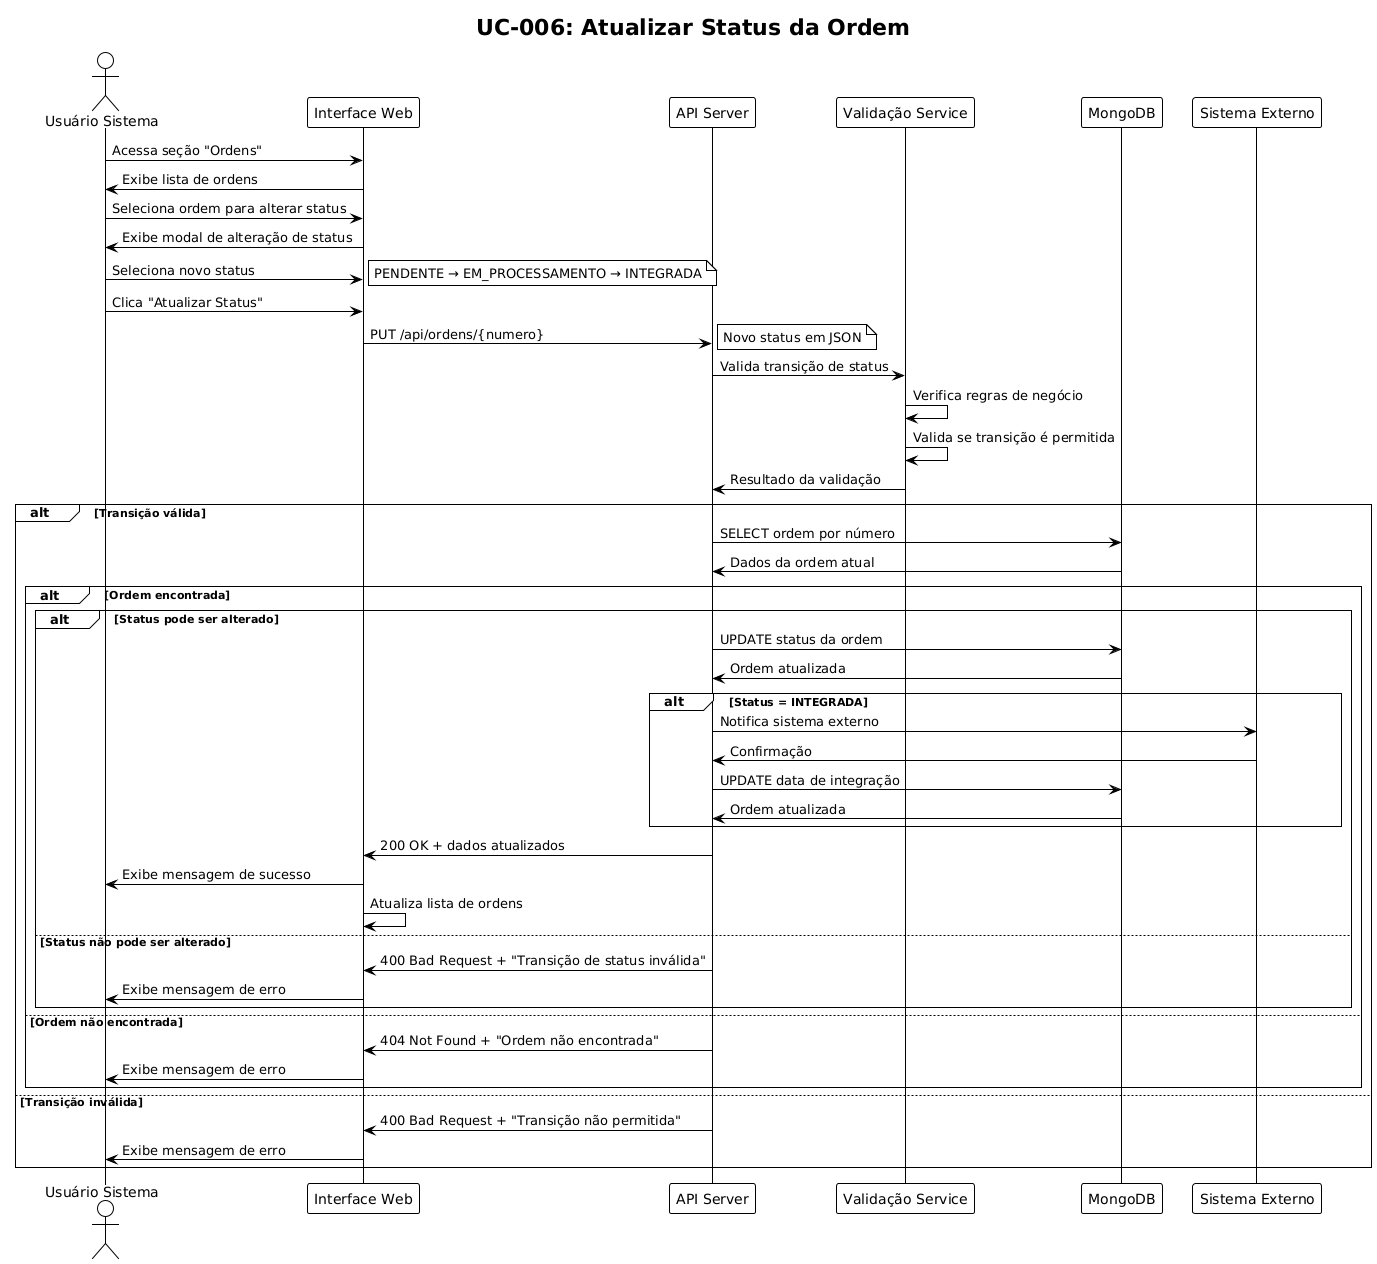 UC-006: Atualizar Status da Ordem
Usuário Sistema
Interface Web
API Server
Validação Service
MongoDB
Sistema Externo
Acessa seção "Ordens"
Exibe lista de ordens
Seleciona ordem para alterar status
Exibe modal de alteração de status
Seleciona novo status
PENDENTE → EM_PROCESSAMENTO → INTEGRADA
Clica "Atualizar Status"
PUT /api/ordens/{numero}
Novo status em JSON
Valida transição de status
Verifica regras de negócio
Valida se transição é permitida
Resultado da validação
alt
[Transição válida]
SELECT ordem por número
Dados da ordem atual
alt
[Ordem encontrada]
alt
[Status pode ser alterado]
UPDATE status da ordem
Ordem atualizada
alt
[Status = INTEGRADA]
Notifica sistema externo
Confirmação
UPDATE data de integração
Ordem atualizada
200 OK + dados atualizados
Exibe mensagem de sucesso
Atualiza lista de ordens
[Status não pode ser alterado]
400 Bad Request + "Transição de status inválida"
Exibe mensagem de erro
[Ordem não encontrada]
404 Not Found + "Ordem não encontrada"
Exibe mensagem de erro
[Transição inválida]
400 Bad Request + "Transição não permitida"
Exibe mensagem de erro
Usuário Sistema
Interface Web
API Server
Validação Service
MongoDB
Sistema Externo